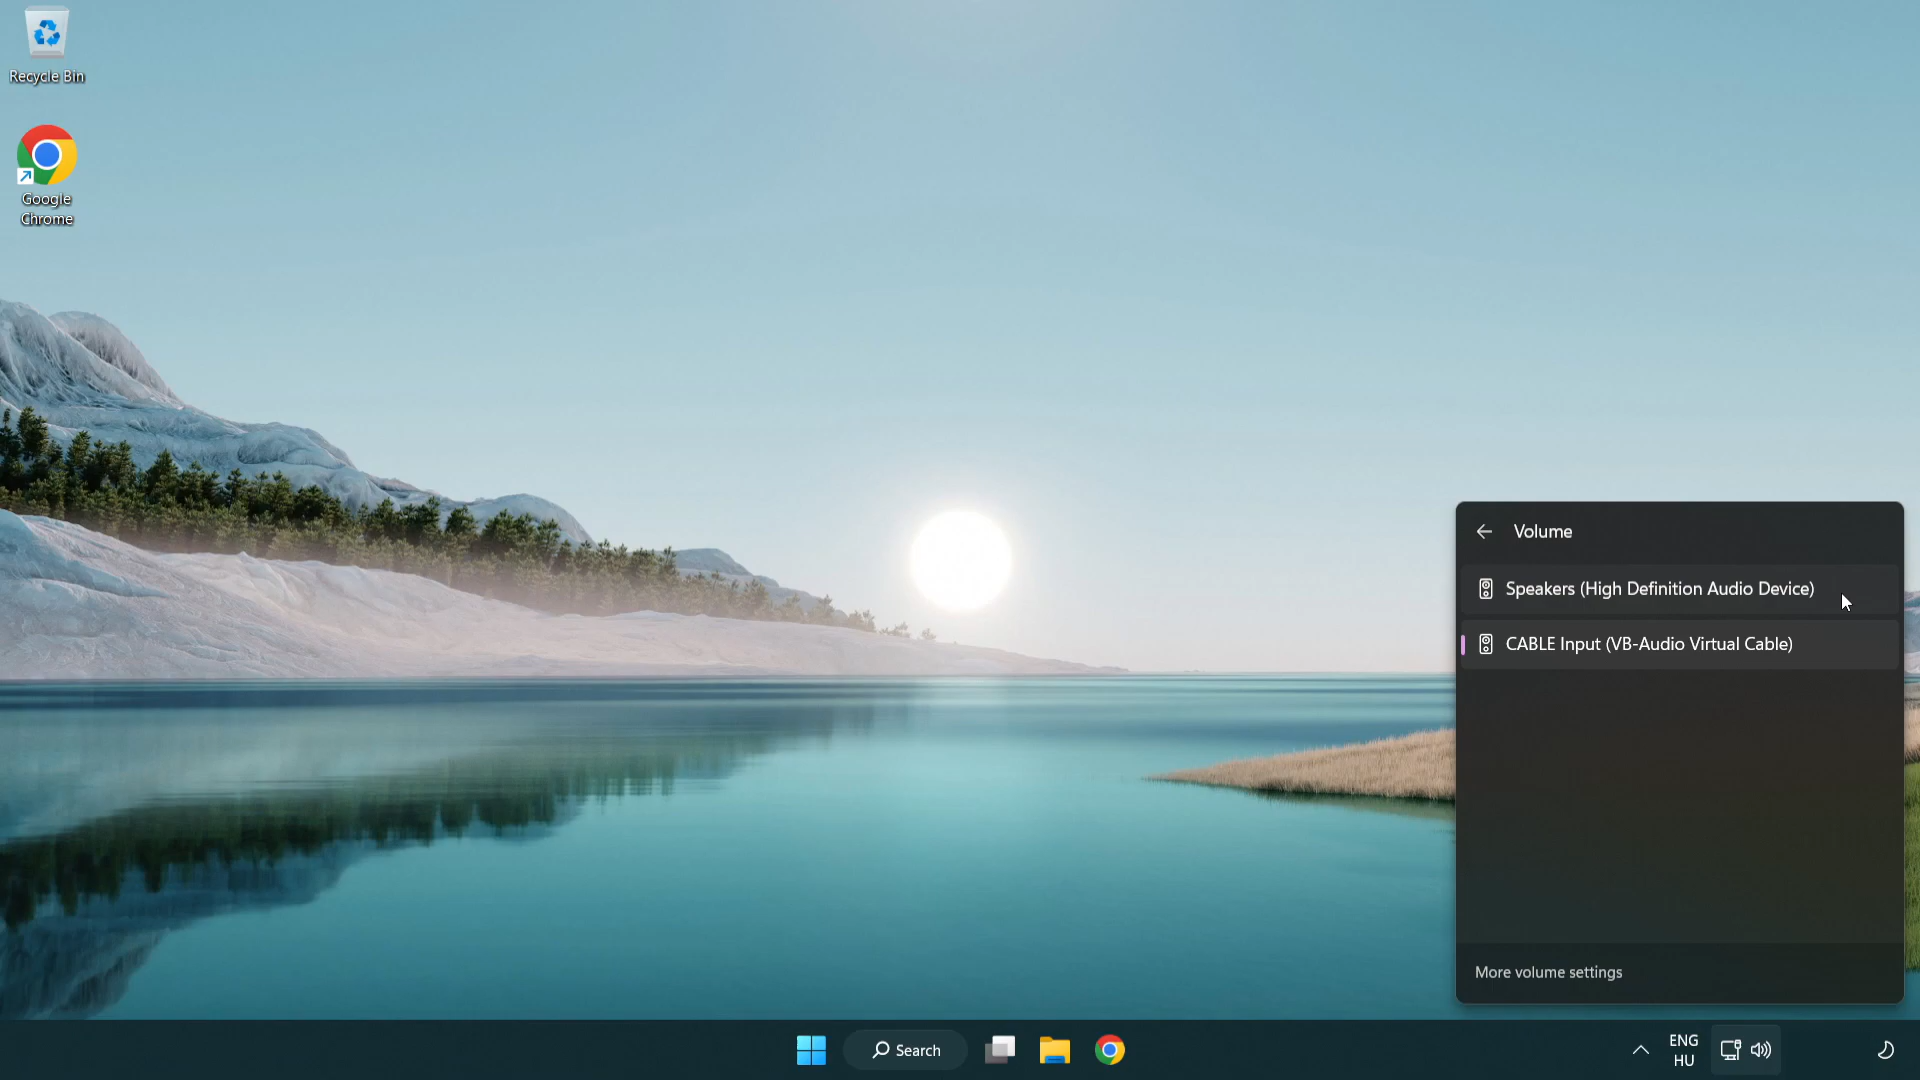 Recycle Bin
Google
Chrome
Volume
Speakers (High Definition Audio Device)
CABLE Input (VB-Audio Virtual Cable)
More volume settings
Search
ENG
HU